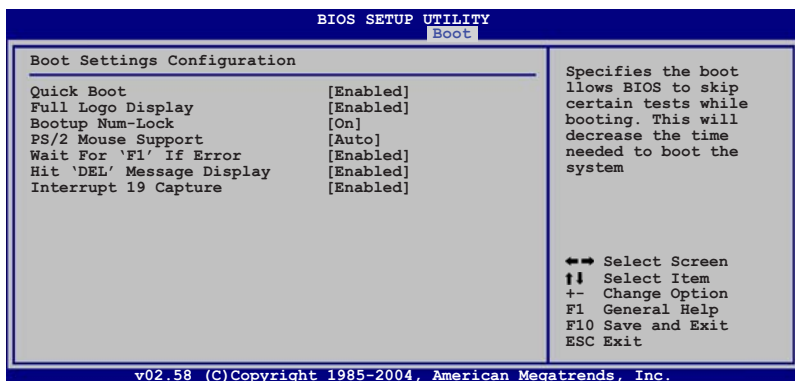 BIOS SETUP UTILITY
Boot
Boot Settings Configuration
Quick Boot [Enabled]
Full Logo Display [Enabled]
Bootup Num-Lock [On]
PS/2 Mouse Support [Auto]
Wait For ‘F1’ If Error [Enabled]
Hit ‘DEL’ Message Display [Enabled]
Interrupt 19 Capture [Enabled]
Specifies the boot
llows BIOS to skip
certain tests while
booting. This will
decrease the time
needed to boot the
system
←→ Select Screen
↑↓ Select Item
+- Change Option
F1 General Help
F10 Save and Exit
ESC Exit
v02.58 (C)Copyright 1985-2004, American Megatrends, Inc.